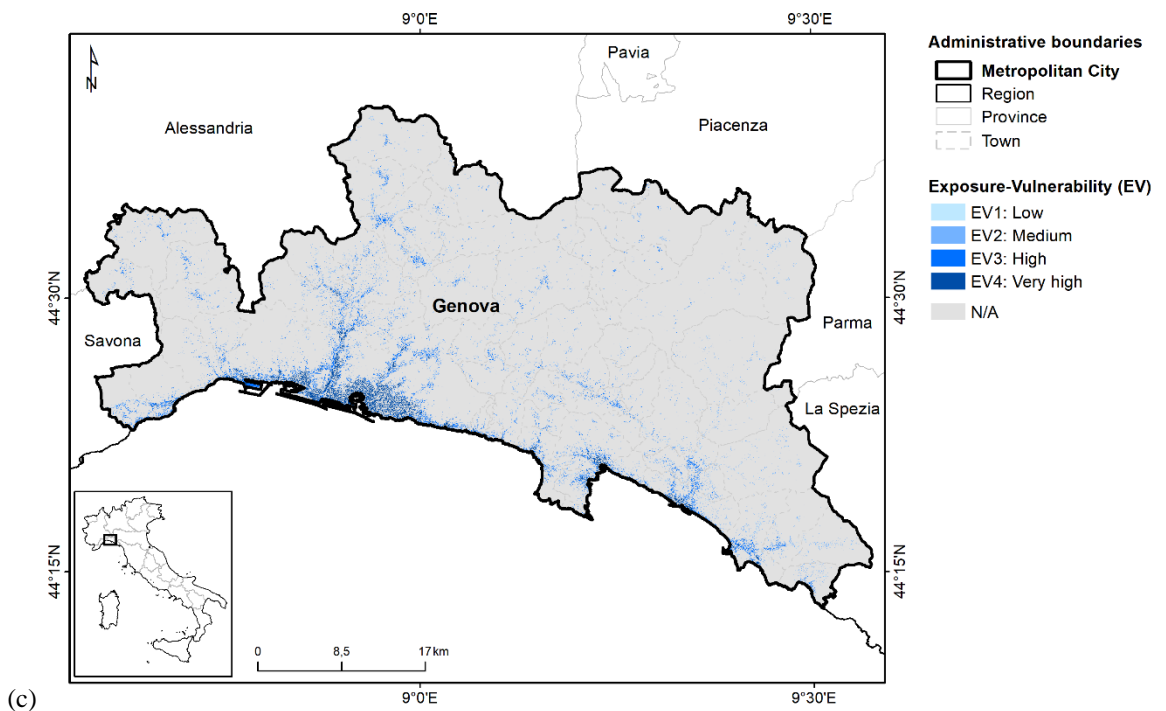 9°0'E
9°30'E
N
Pavia
Alessandria
Piacenza
Genova
Savona
Parma
La Spezia
44°30'N
44°30'N
44°15'N
44°15'N
0
8,5
17 km
9°0'E
9°30'E
Administrative boundaries
Metropolitan City
Region
Province
Town
Exposure-Vulnerability (EV)
EV1: Low
EV2: Medium
EV3: High
EV4: Very high
N/A
(c)